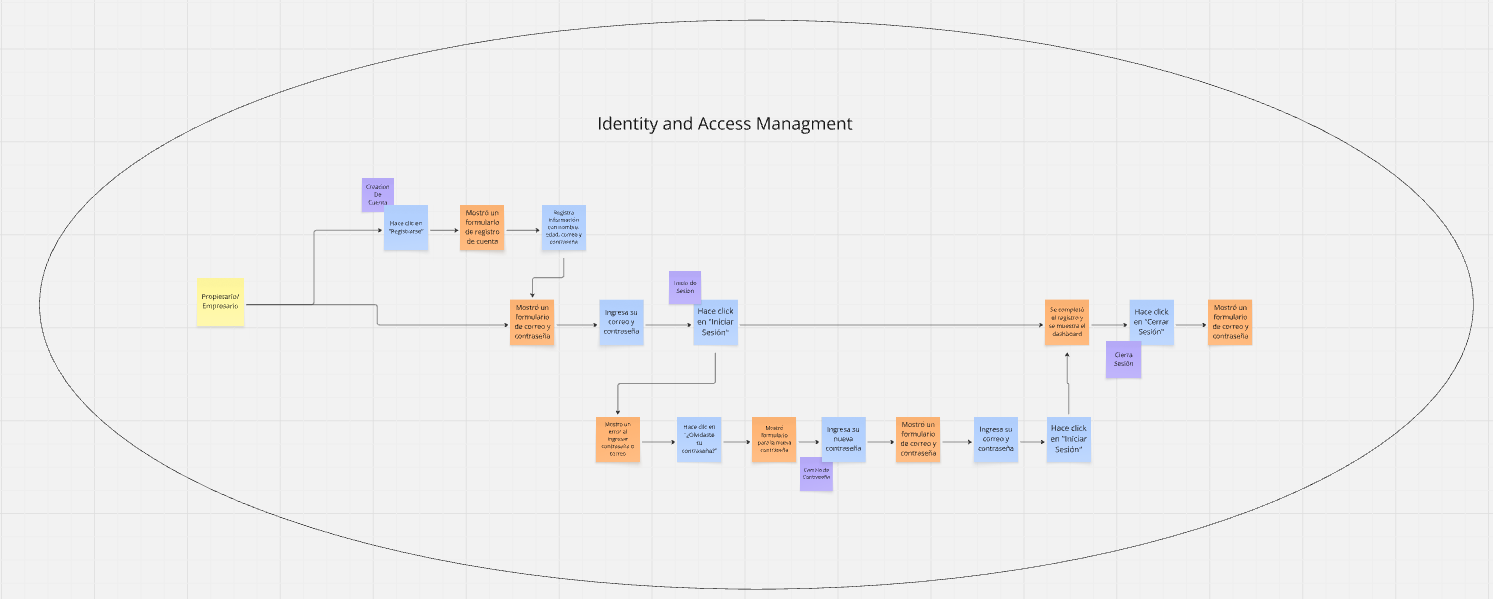 Identity and Access Managment
Creacion
De
Cuenta
Hace clic en
"Registrarse"
Mostró un
formulario
de registro
de cuenta
Registra
información
con nombre,
edad, correo y
contraseña
Propietario/
Empresario
Mostró un
formulario
de correo y
contraseña
Ingresa su
correo y
contraseña
Inicio de
Sesión
Hace click
en "Iniciar
Sesión"
Se completó
el registro y
se muestra el
dashboard
Hace click
en "Cerrar
Sesión"
Cierra
Sesión
Mostró un
formulario
de correo y
contraseña
Mostró un
error al
ingresar
contraseña o
correo
Hace clic en
"¿Olvidaste
tu
contraseña?"
Mostró
formulario
para la nueva
contraseña
Cambio de
Contraseña
Ingresa su
nueva
contraseña
Mostró un
formulario
de correo y
contraseña
Ingresa su
correo y
contraseña
Hace click
en "Iniciar
Sesión"